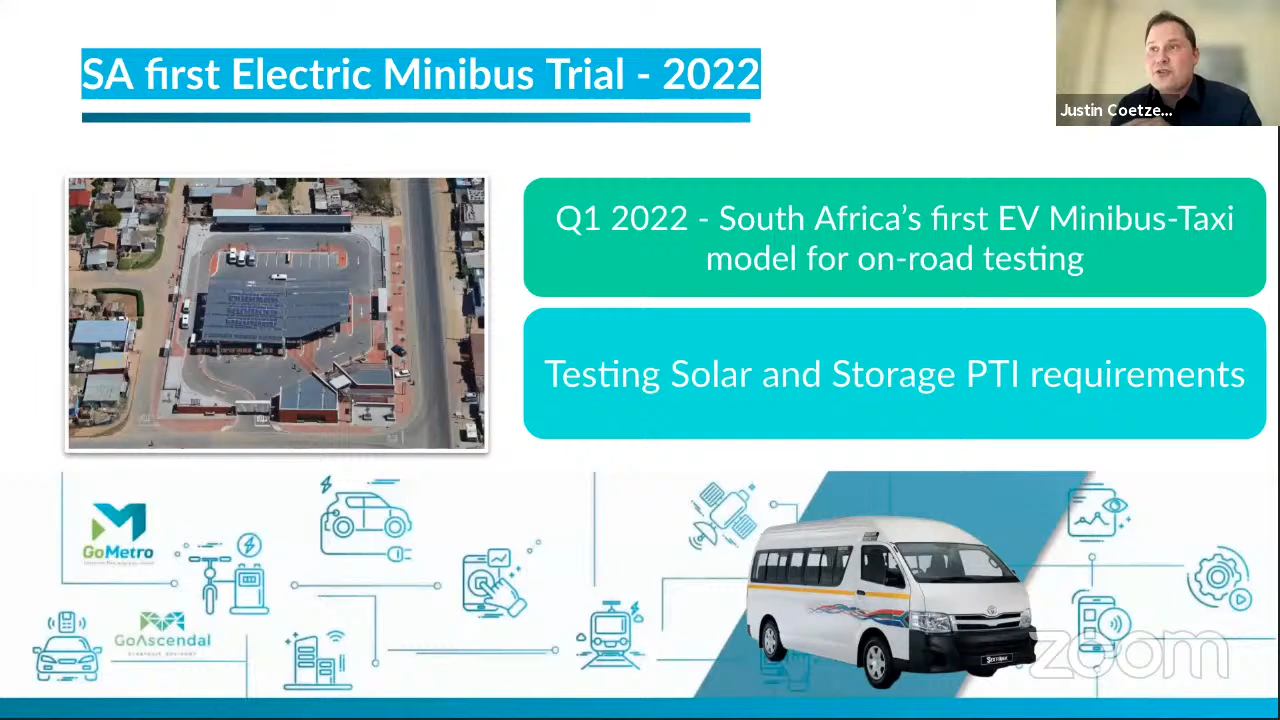 SA first Electric Minibus Trial - 2022
Justin Coetze...
Q1 2022 - South Africa’s first EV Minibus-Taxi
model for on-road testing
Testing Solar and Storage PTI requirements
GoMetro
GoAscendal
zoom